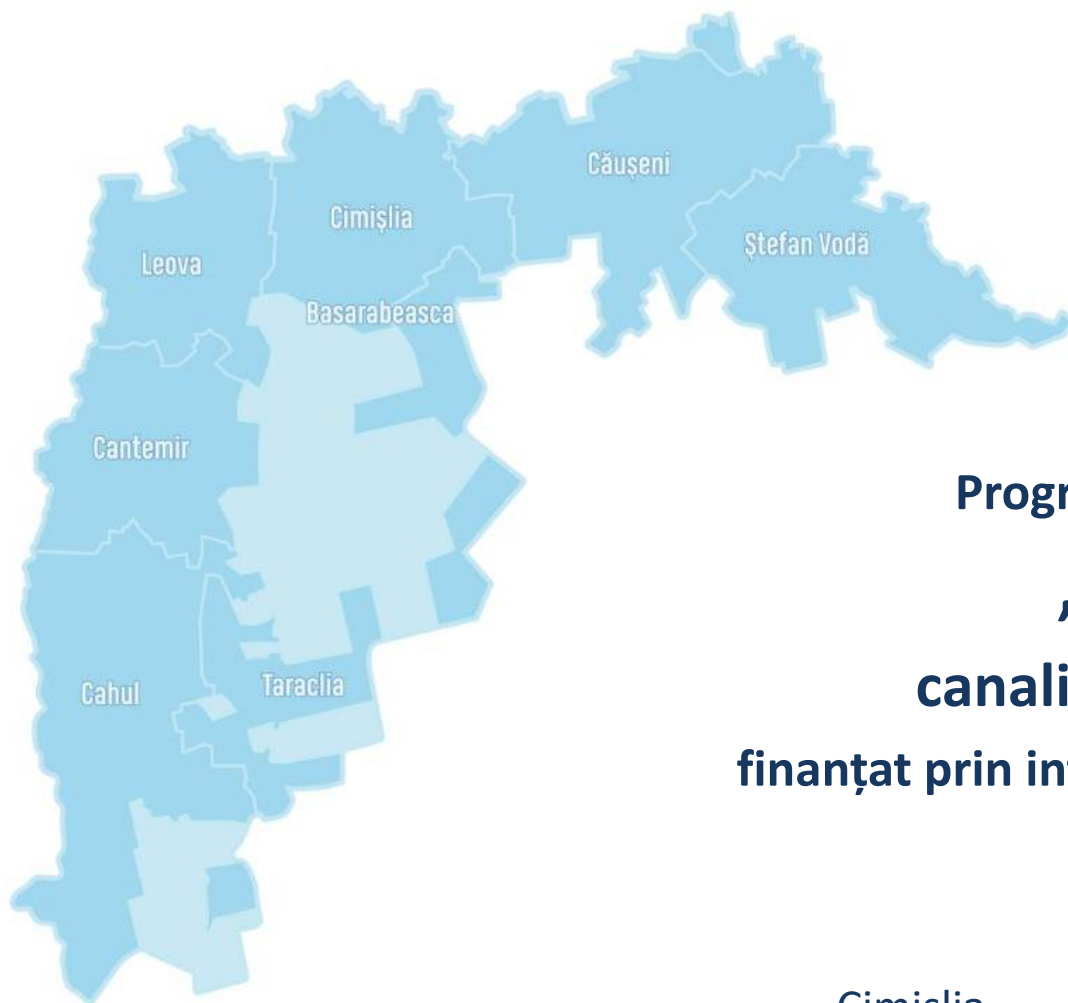 Căușeni
Cimișlia
Ștefan Vodă
Leova
Basarabeasca
Cantemir
Progr
,
canali
finanțat prin in
Taraclia
Cahul
Cimișlia